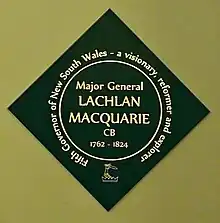 Fifth Governor of New South Wales - a visionary, reformer and explorer
Major General
LACHLAN
MACQUARIE
CB
1762 - 1824